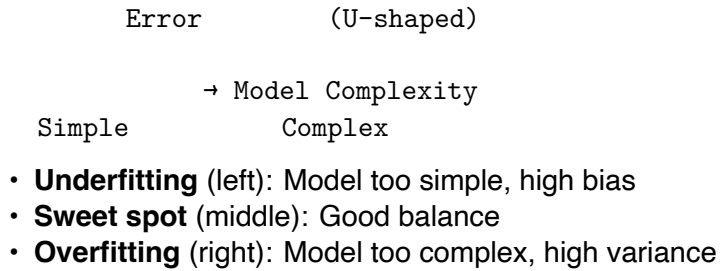 Error (U-shaped)
→ Model Complexity
Simple Complex
• Underfitting (left): Model too simple, high bias
• Sweet spot (middle): Good balance
• Overfitting (right): Model too complex, high variance